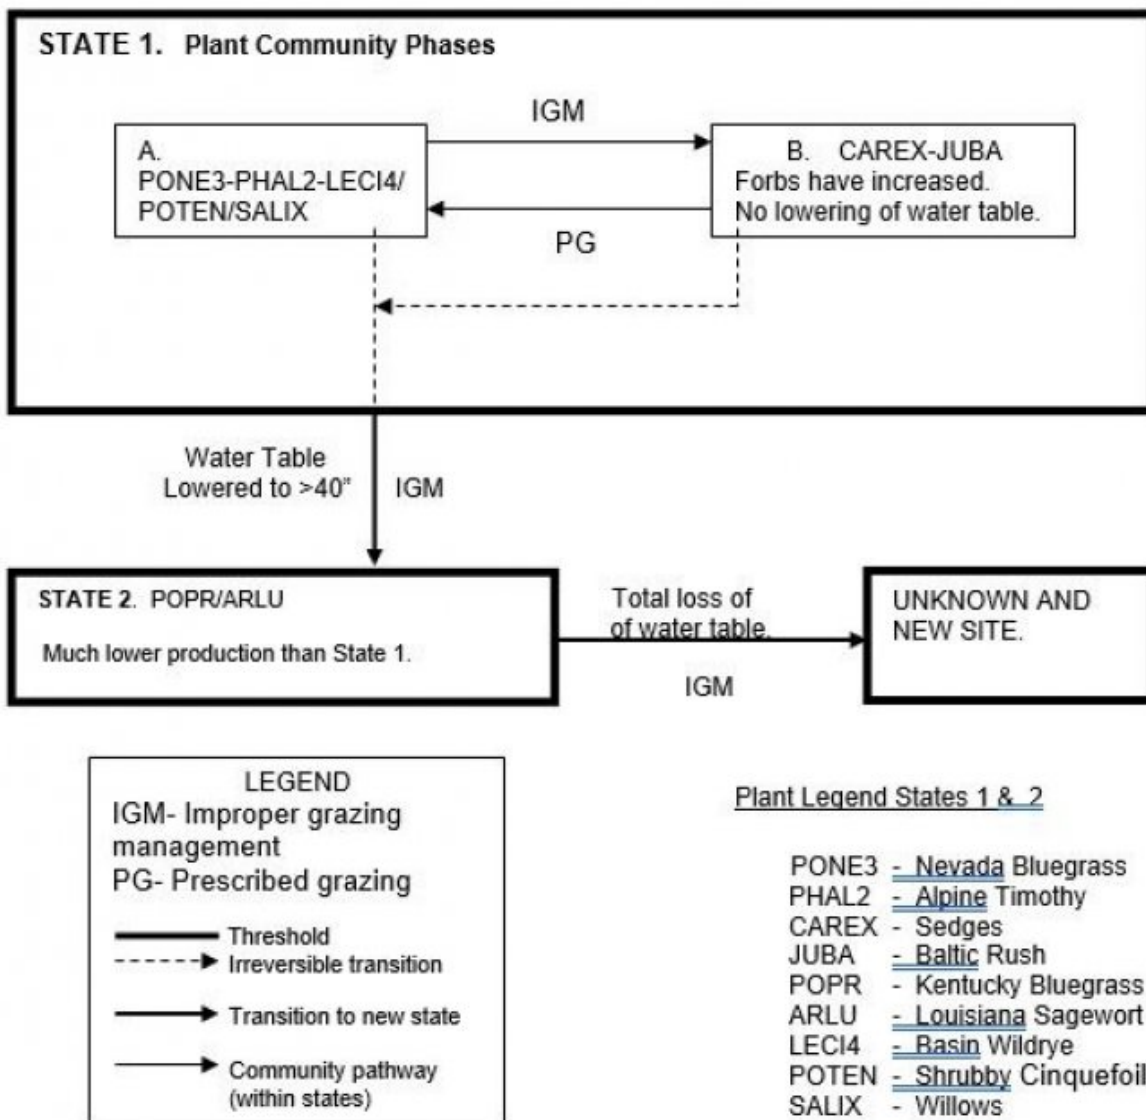 STATE 1. Plant Community Phases
IGM
A.
PONE3-PHAL2-LECI4/
POTEN/SALIX
B. CAREX-JUBA
Forbs have increased.
No lowering of water table.
PG
Water Table
Lowered to >40"
IGM
STATE 2. POPR/ARLU
Much lower production than State 1.
Total loss of
of water table.
IGM
UNKNOWN AND
NEW SITE.
LEGEND
IGM- Improper grazing
management
PG- Prescribed grazing
Threshold
Irreversible transition
Transition to new state
Community pathway
(within states)
Plant Legend States 1 & 2
PONE3 - Nevada Bluegrass
PHAL2 - Alpine Timothy
CAREX - Sedges
JUBA - Baltic Rush
POPR - Kentucky Bluegrass
ARLU - Louisiana Sagewort
LECI4 - Basin Wildrye
POTEN - Shrubby Cinquefoil
SALIX - Willows